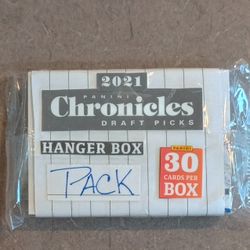 2021
PANINI
Chronicles
DRAFT PICKS
HANGER BOX
PANINI
30
CARDS PER
BOX
PACK